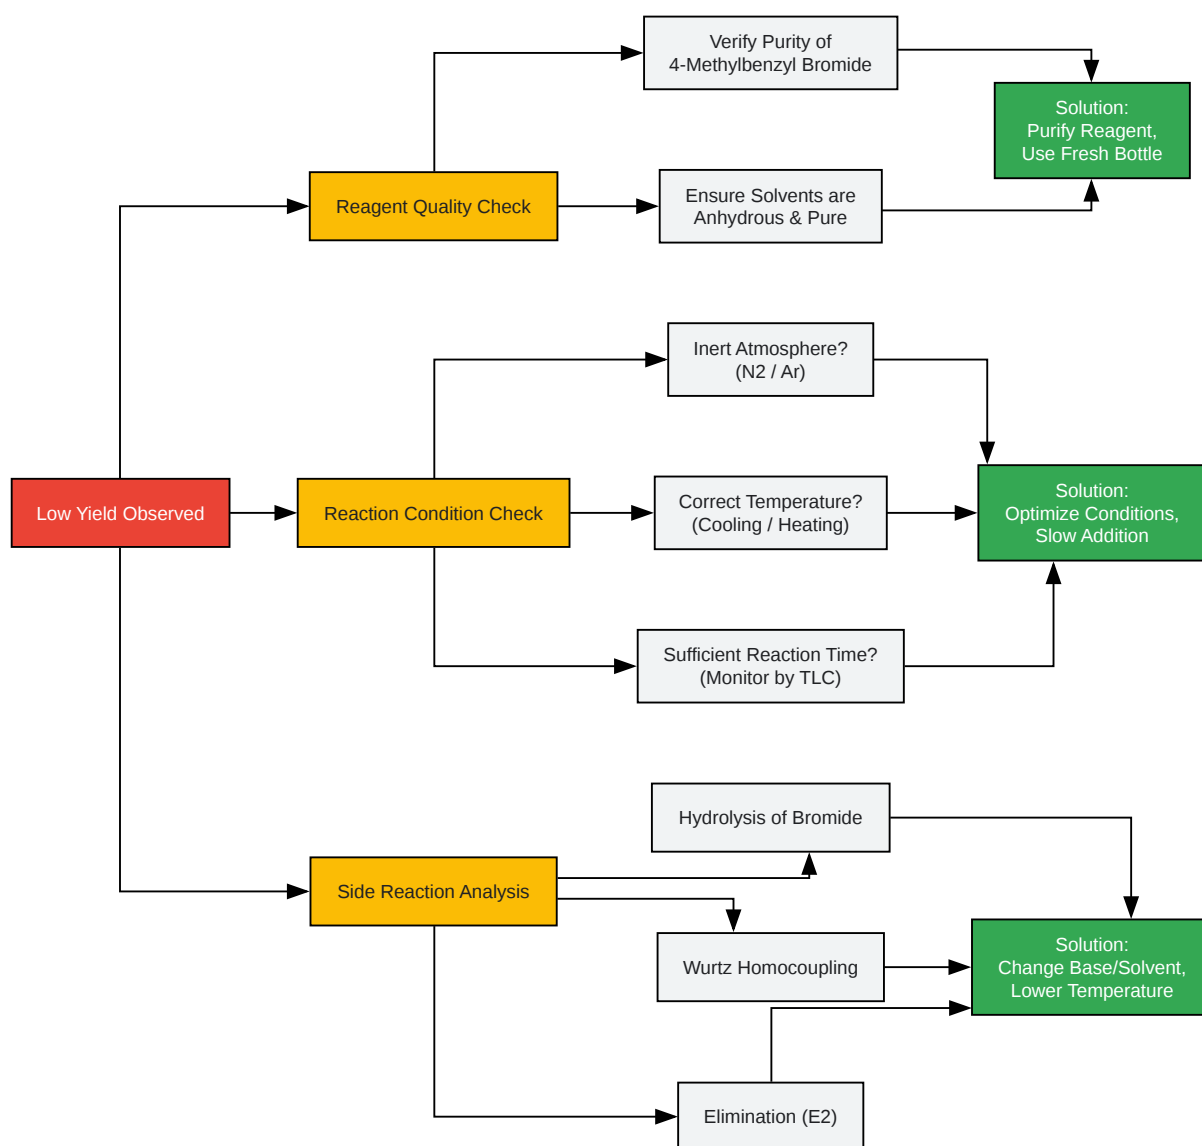 Verify Purity of
4-Methylbenzyl Bromide
Solution:
Purify Reagent,
Use Fresh Bottle
Reagent Quality Check
Ensure Solvents are
Anhydrous & Pure
Inert Atmosphere?
(N2 / Ar)
Low Yield Observed
Reaction Condition Check
Correct Temperature?
(Cooling / Heating)
Solution:
Optimize Conditions,
Slow Addition
Sufficient Reaction Time?
(Monitor by TLC)
Hydrolysis of Bromide
Side Reaction Analysis
Wurtz Homocoupling
Solution:
Change Base/Solvent,
Lower Temperature
Elimination (E2)